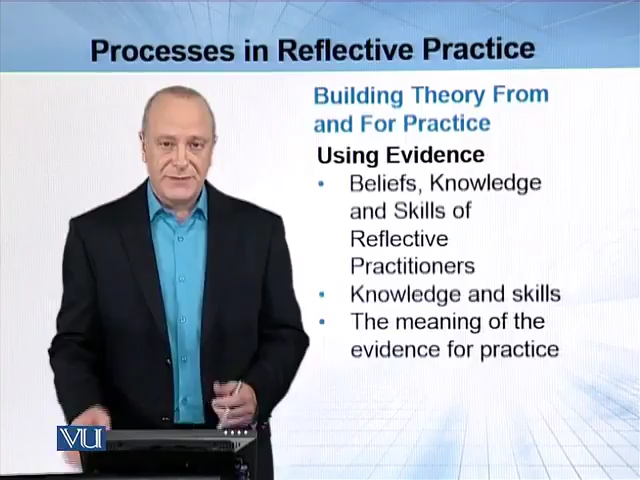 Processes in Reflective Practice
Building Theory From
and For Practice
Using Evidence
• Beliefs, Knowledge
and Skills of
Reflective
Practitioners
• Knowledge and skills
• The meaning of the
evidence for practice
VU